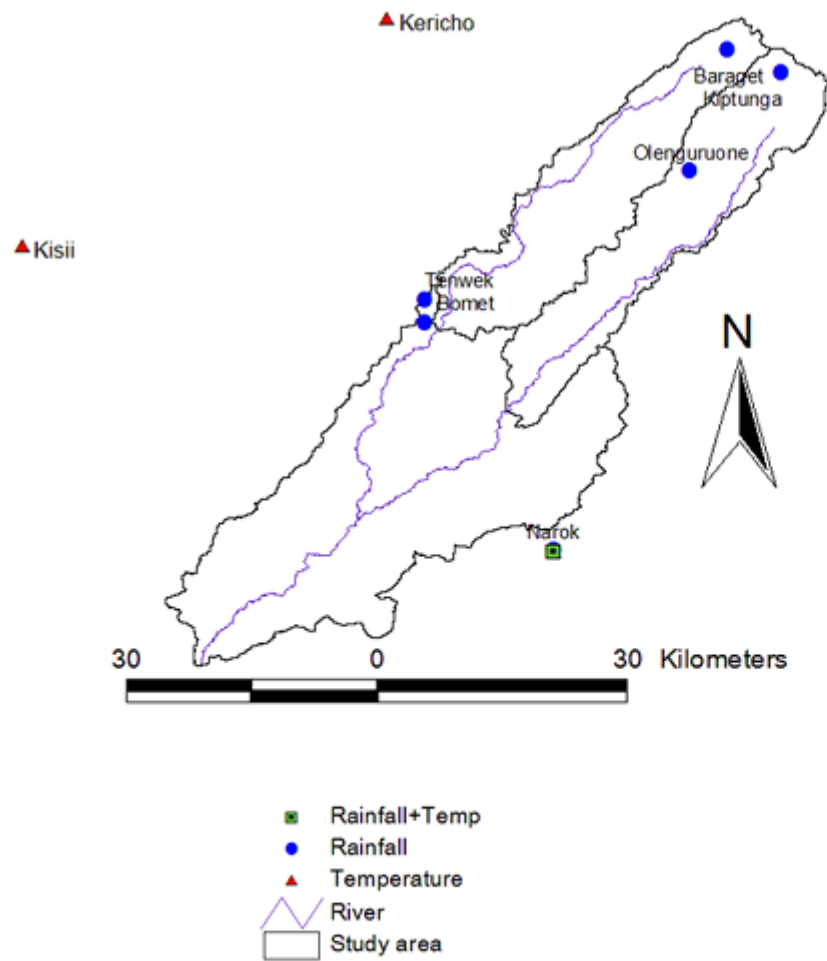 Kericho
Baraget
Kiptunga
Olenguruone
Kisii
Tenwek
Bomet
N
Narok
30 0 30 Kilometers
Rainfall+Temp
Rainfall
Temperature
River
Study area